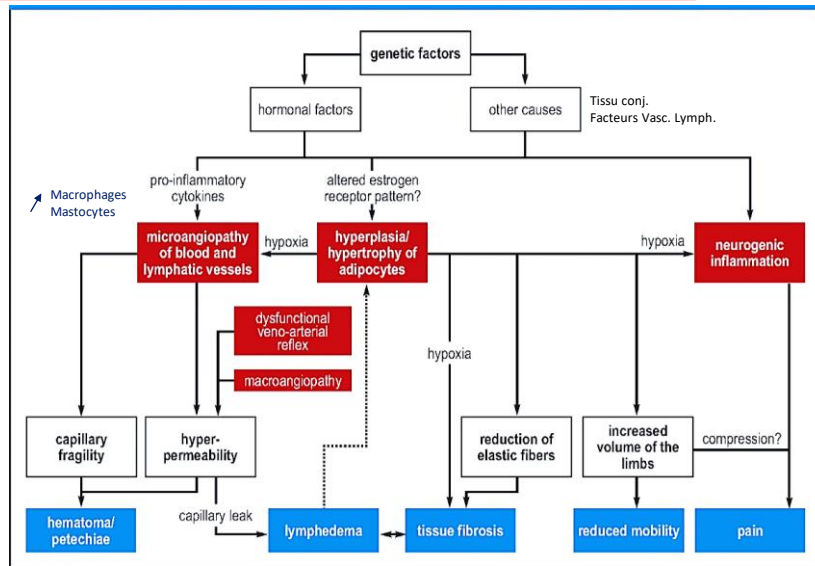 genetic factors
hormonal factors
other causes
Tissu conj.
Facteurs Vasc. Lymph.
pro-inflammatory
cytokines
altered estrogen
receptor pattern?
Macrophages
Mastocytes
microangiopathy
of blood and
lymphatic vessels
hypoxia
hyperplasia/
hypertrophy of
adipocytes
hypoxia
neurogenic
inflammation
dysfunctional
veno-arterial
reflex
macroangiopathy
hypoxia
capillary
fragility
hyper-
permeability
reduction of
elastic fibers
increased
volume of the
limbs
compression?
hematoma/
petechiae
capillary leak
lymphedema
tissue fibrosis
reduced mobility
pain